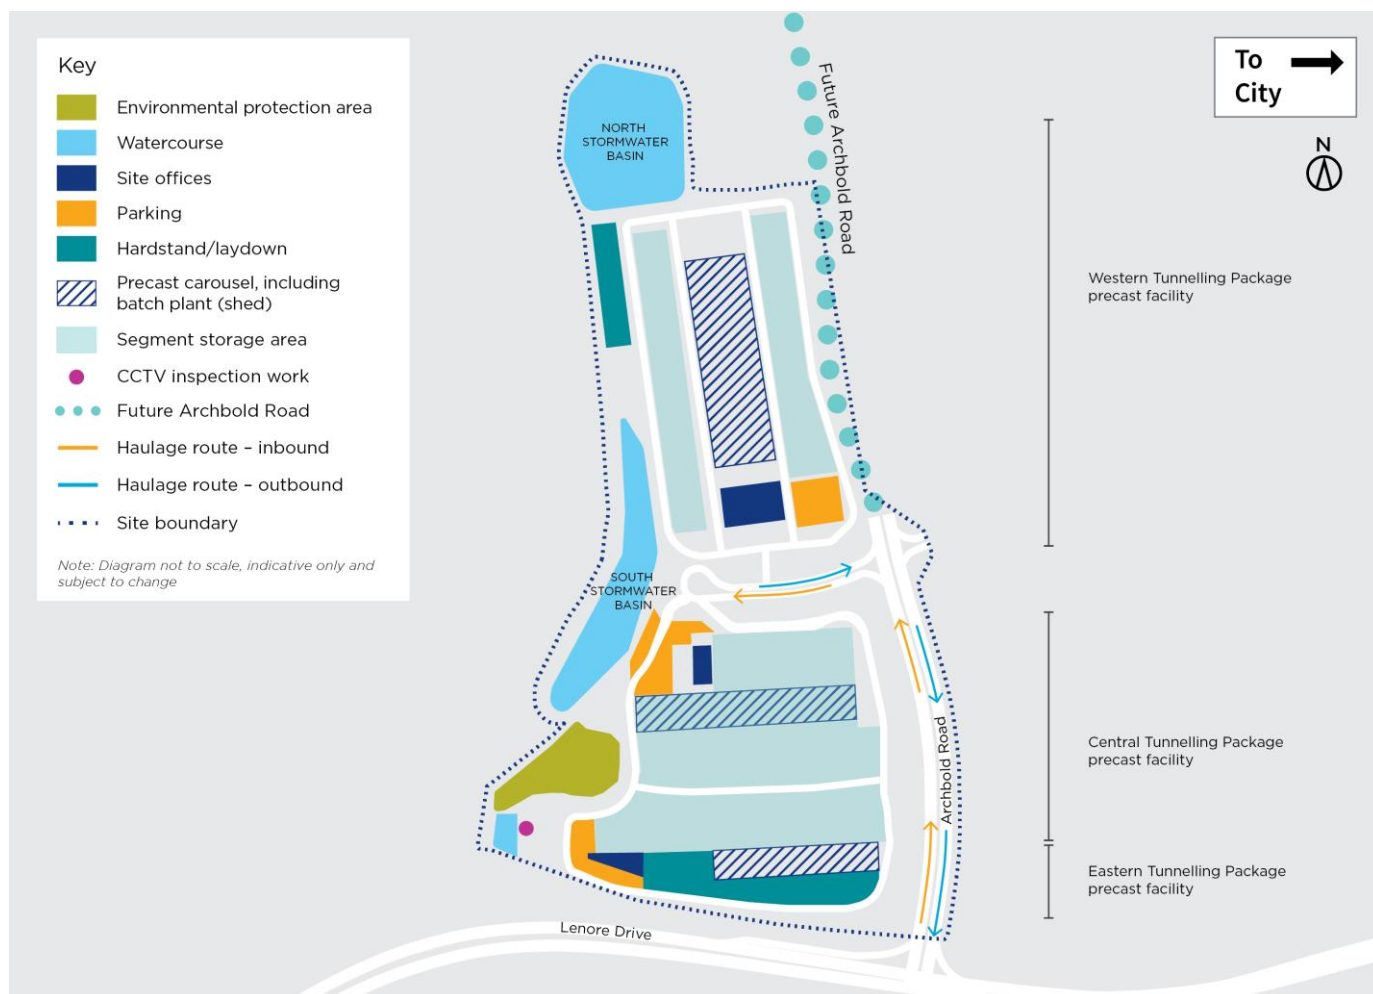 Key
Environmental protection area
Watercourse
Site offices
Parking
Hardstand/laydown
Precast carousel, including
batch plant (shed)
Segment storage area
CCTV inspection work
Future Archbold Road
Haulage route – inbound
Haulage route – outbound
Site boundary
Note: Diagram not to scale, indicative only and
subject to change
NORTH
STORMWATER
BASIN
Future Archbold Road
To
City
N
Western Tunnelling Package
precast facility
SOUTH
STORMWATER
BASIN
Archbold Road
Central Tunnelling Package
precast facility
Eastern Tunnelling Package
precast facility
Lenore Drive